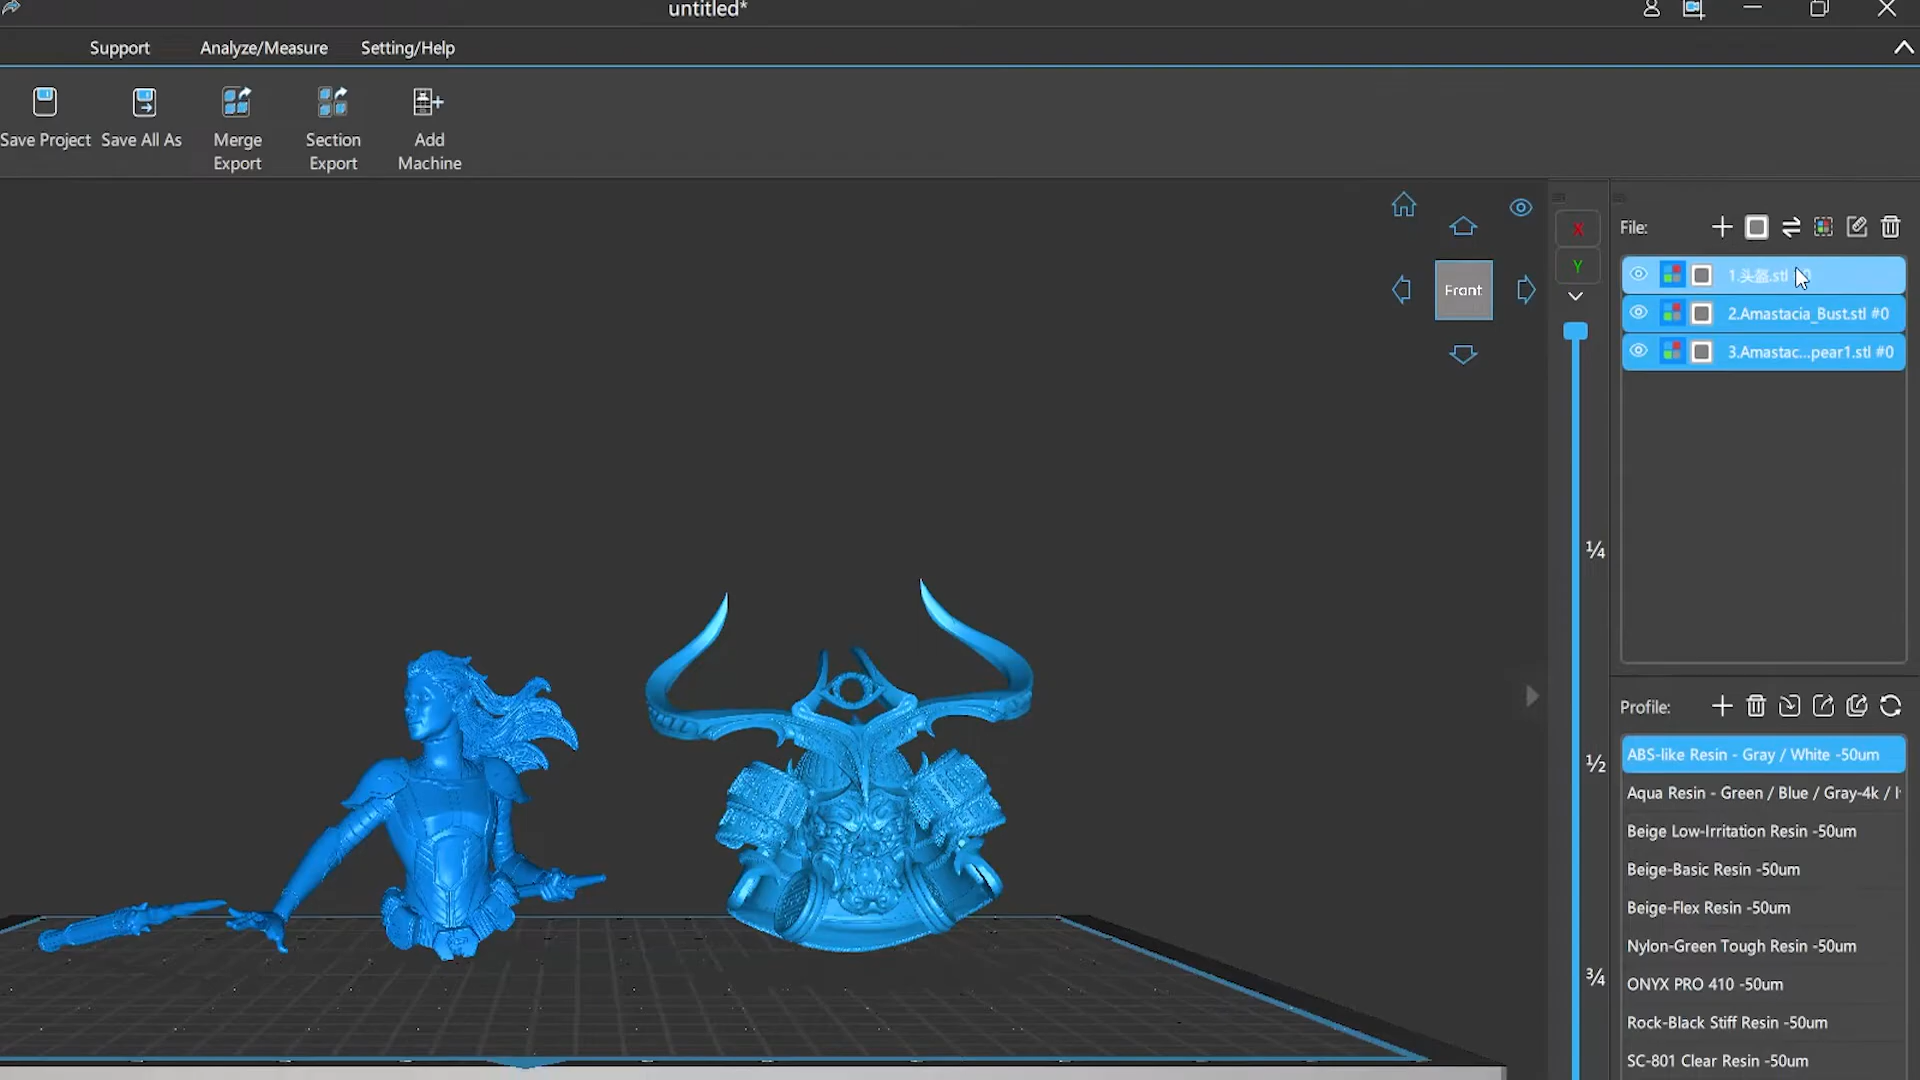 untitled*
Support Analyze/Measure Setting/Help
Save Project Save All As Merge Export Section Export Add Machine
File:
X
Y
Front
1.头盔.stl
2.Amastacia_Bust.stl #0
3.Amastac...pear1.stl #0
¼
½
¾
Profile:
ABS-like Resin - Gray / White -50um
Aqua Resin - Green / Blue / Gray-4k /
Beige Low-Irritation Resin -50um
Beige-Basic Resin -50um
Beige-Flex Resin -50um
Nylon-Green Tough Resin -50um
ONYX PRO 410 -50um
Rock-Black Stiff Resin -50um
SC-801 Clear Resin -50um